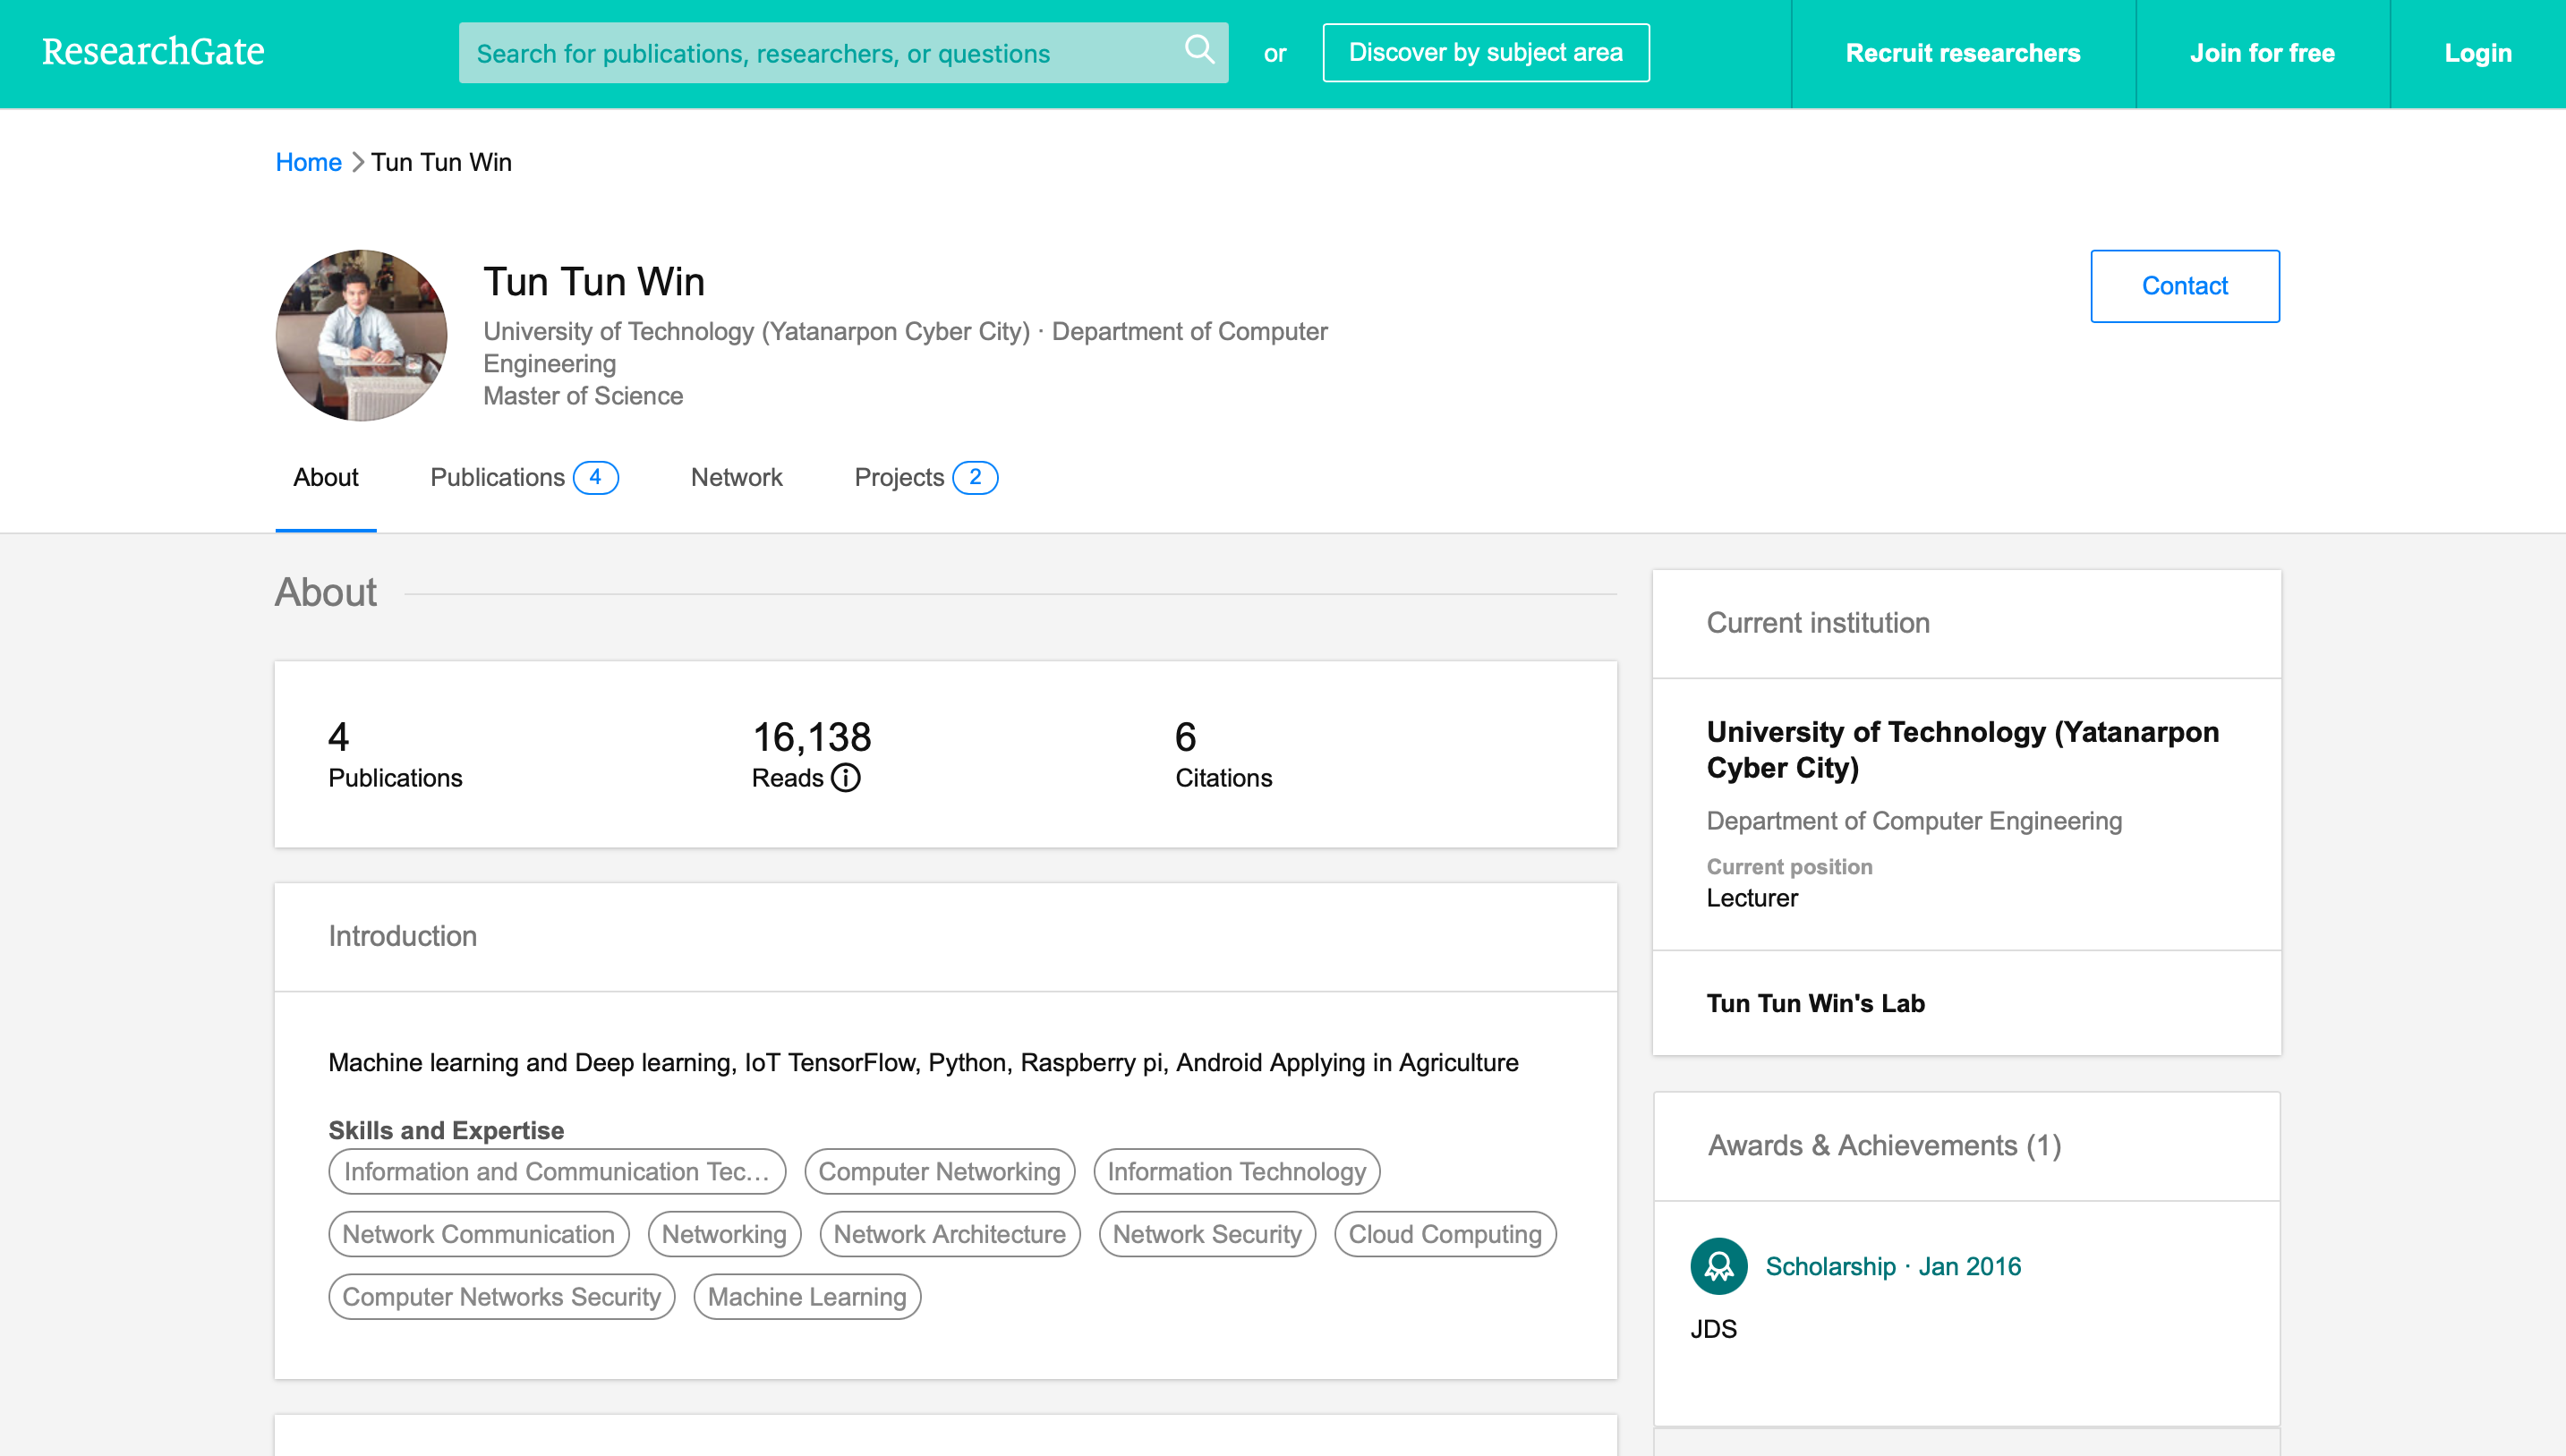 ResearchGate
Search for publications, researchers, or questions
or
Discover by subject area
Recruit researchers
Join for free
Login
Home
Tun Tun Win
Tun Tun Win
University of Technology (Yatanarpon Cyber City) · Department of Computer
Engineering
Master of Science
Contact
About
Publications 4
Network
Projects 2
About
4
Publications
16,138
Reads
6
Citations
Introduction
Machine learning and Deep learning, IoT TensorFlow, Python, Raspberry pi, Android Applying in Agriculture
Skills and Expertise
Information and Communication Tec... Computer Networking Information Technology
Network Communication Networking Network Architecture Network Security Cloud Computing
Computer Networks Security Machine Learning
Current institution
University of Technology (Yatanarpon
Cyber City)
Department of Computer Engineering
Current position
Lecturer
Tun Tun Win's Lab
Awards & Achievements (1)
Scholarship · Jan 2016
JDS